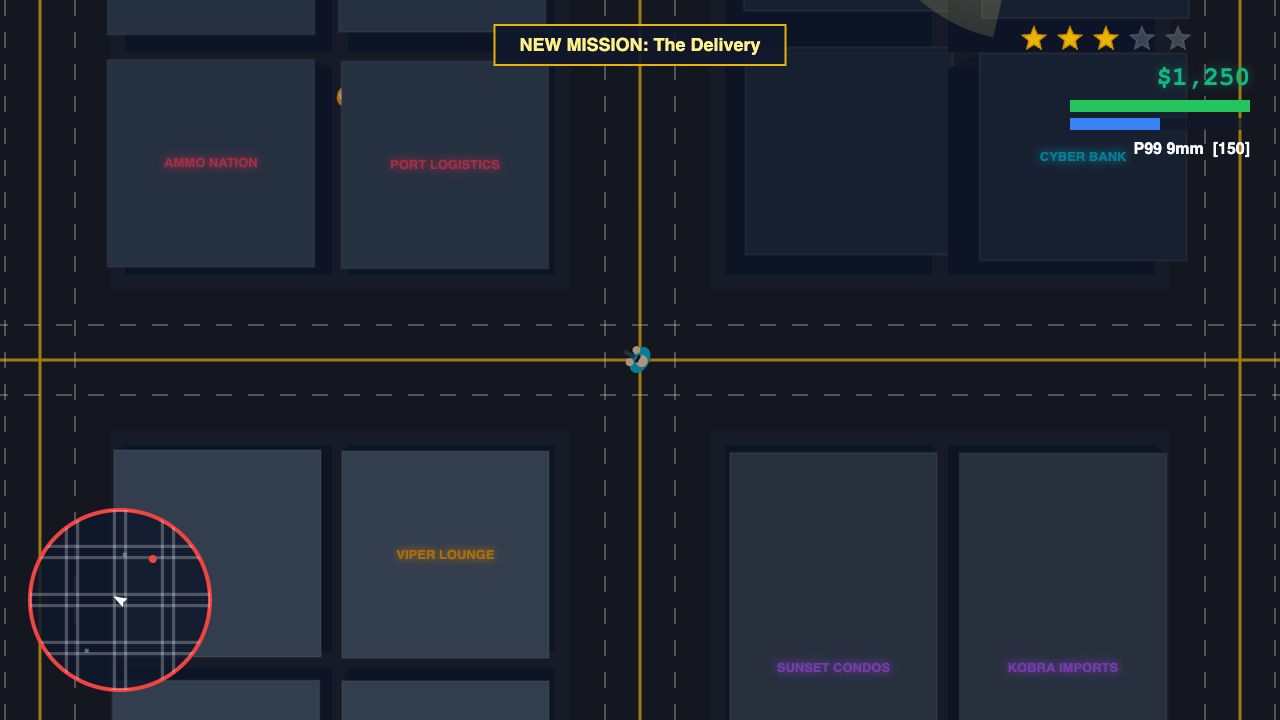 NEW MISSION: The Delivery
$1,250
P99 9mm [150]
AMMO NATION
PORT LOGISTICS
CYBER BANK
VIPER LOUNGE
SUNSET CONDOS
KOBRA IMPORTS